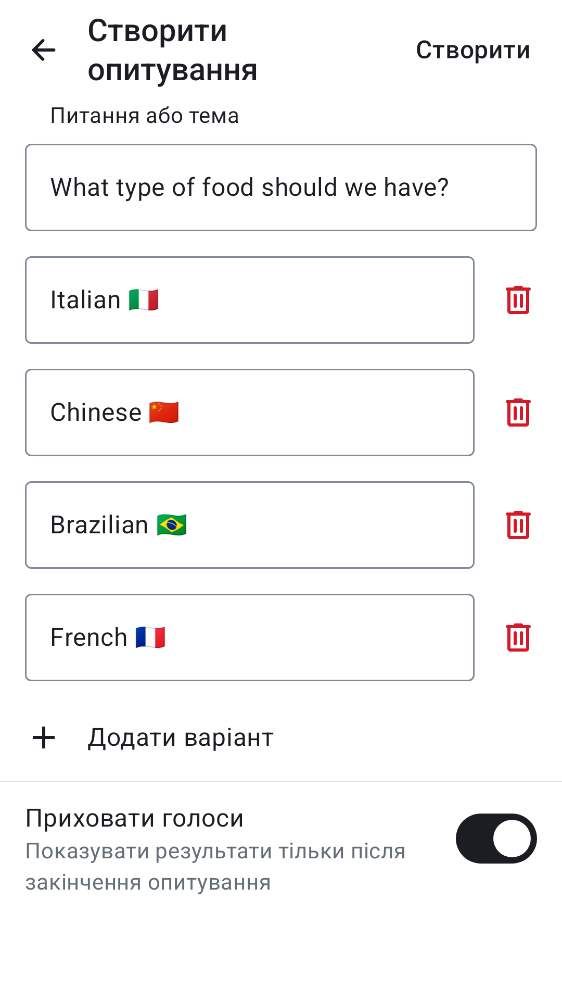 Створити
опитування
Створити
Питання або тема
What type of food should we have?
Italian 🇮🇹
Chinese 🇨🇳
Brazilian 🇧🇷
French 🇫🇷
Додати варіант
Приховати голоси
Показувати результати тільки після
закінчення опитування